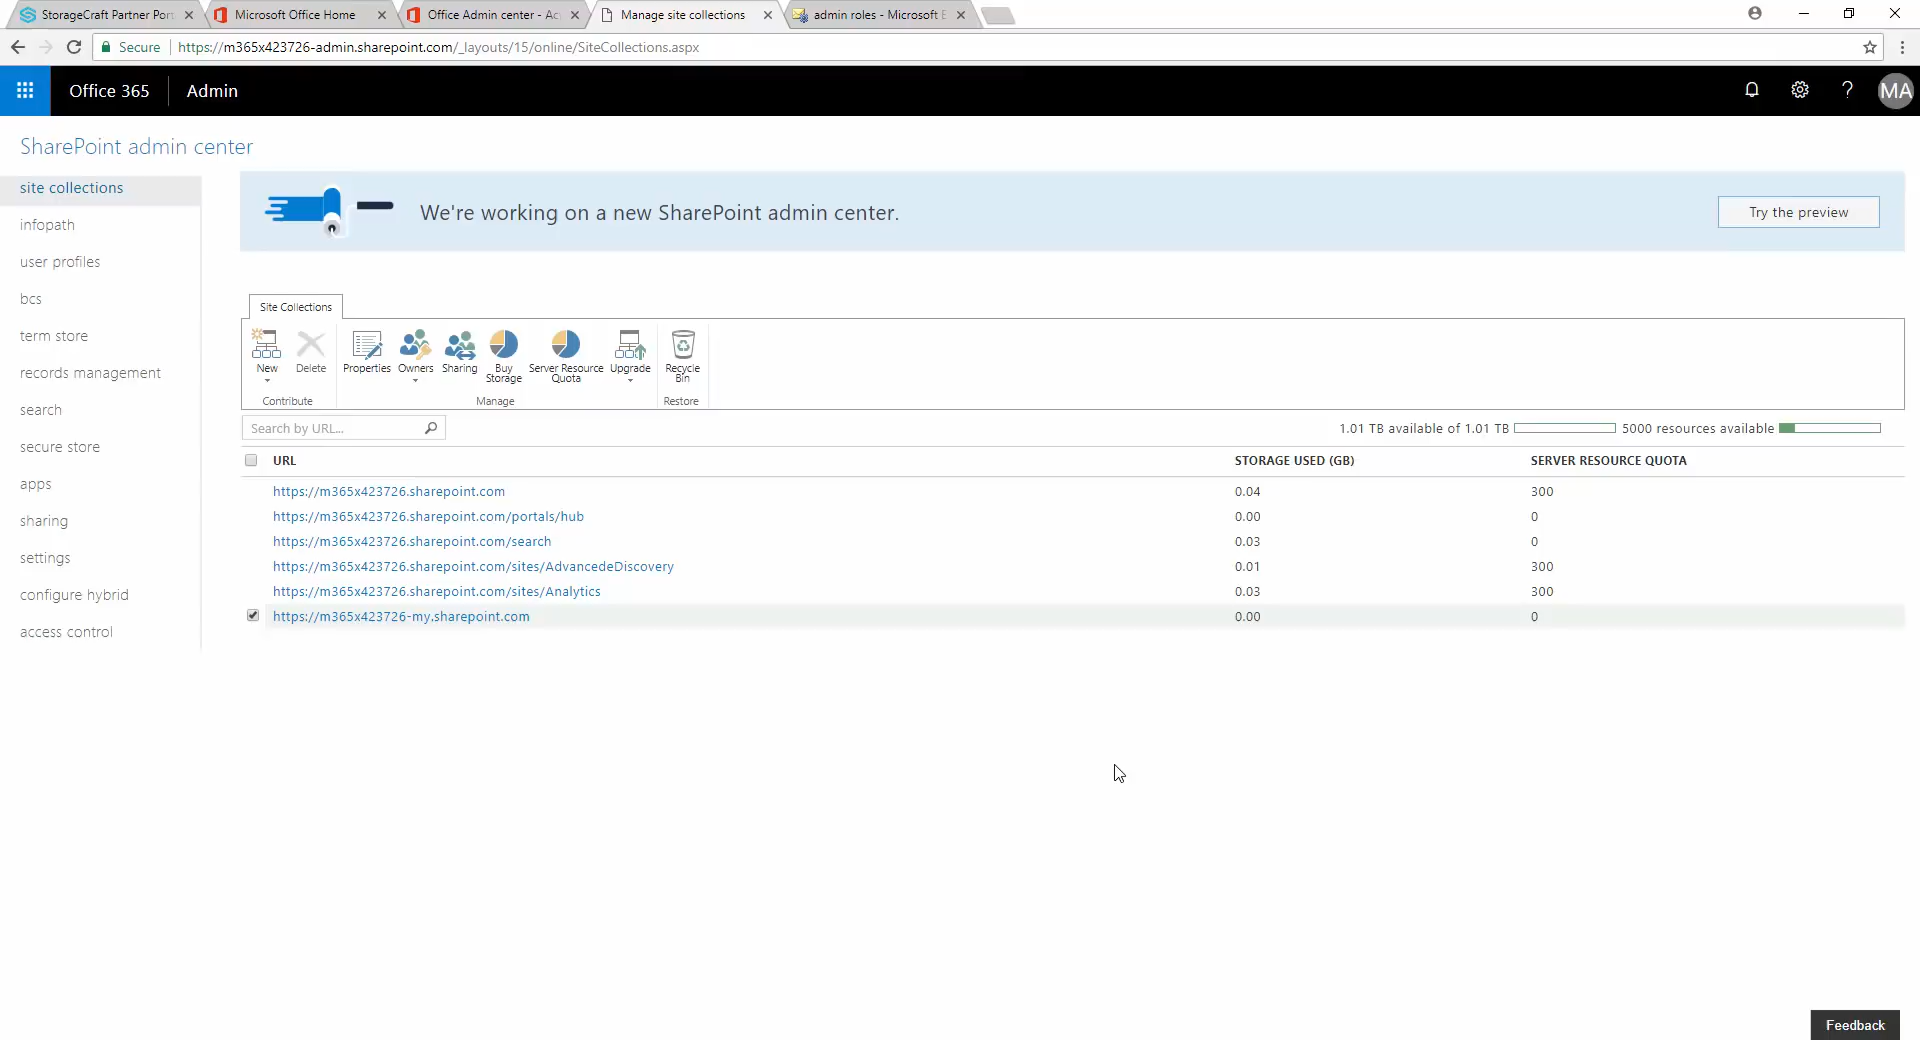 StorageCraft Partner Por
Microsoft Office Home
Office Admin center - Ac
Manage site collections
admin roles - Microsoft E
Secure
https://m365x423726-admin.sharepoint.com/_layouts/15/online/SiteCollections.aspx
Office 365
Admin
?
MA
SharePoint admin center
site collections
infopath
user profiles
bcs
term store
records management
search
secure store
apps
sharing
settings
configure hybrid
access control
We're working on a new SharePoint admin center.
Try the preview
Site Collections
New
Delete
Properties
Owners
Sharing
Buy
Storage
Server Resource
Quota
Upgrade
Recycle
Bin
Contribute
Manage
Restore
Search by URL...
1.01 TB available of 1.01 TB
5000 resources available
URL STORAGE USED (GB) SERVER RESOURCE QUOTA
https://m365x423726.sharepoint.com 0.04 300
https://m365x423726.sharepoint.com/portals/hub 0.00 0
https://m365x423726.sharepoint.com/search 0.03 0
https://m365x423726.sharepoint.com/sites/AdvancedeDiscovery 0.01 300
https://m365x423726.sharepoint.com/sites/Analytics 0.03 300
https://m365x423726-my.sharepoint.com 0.00 0
Feedback